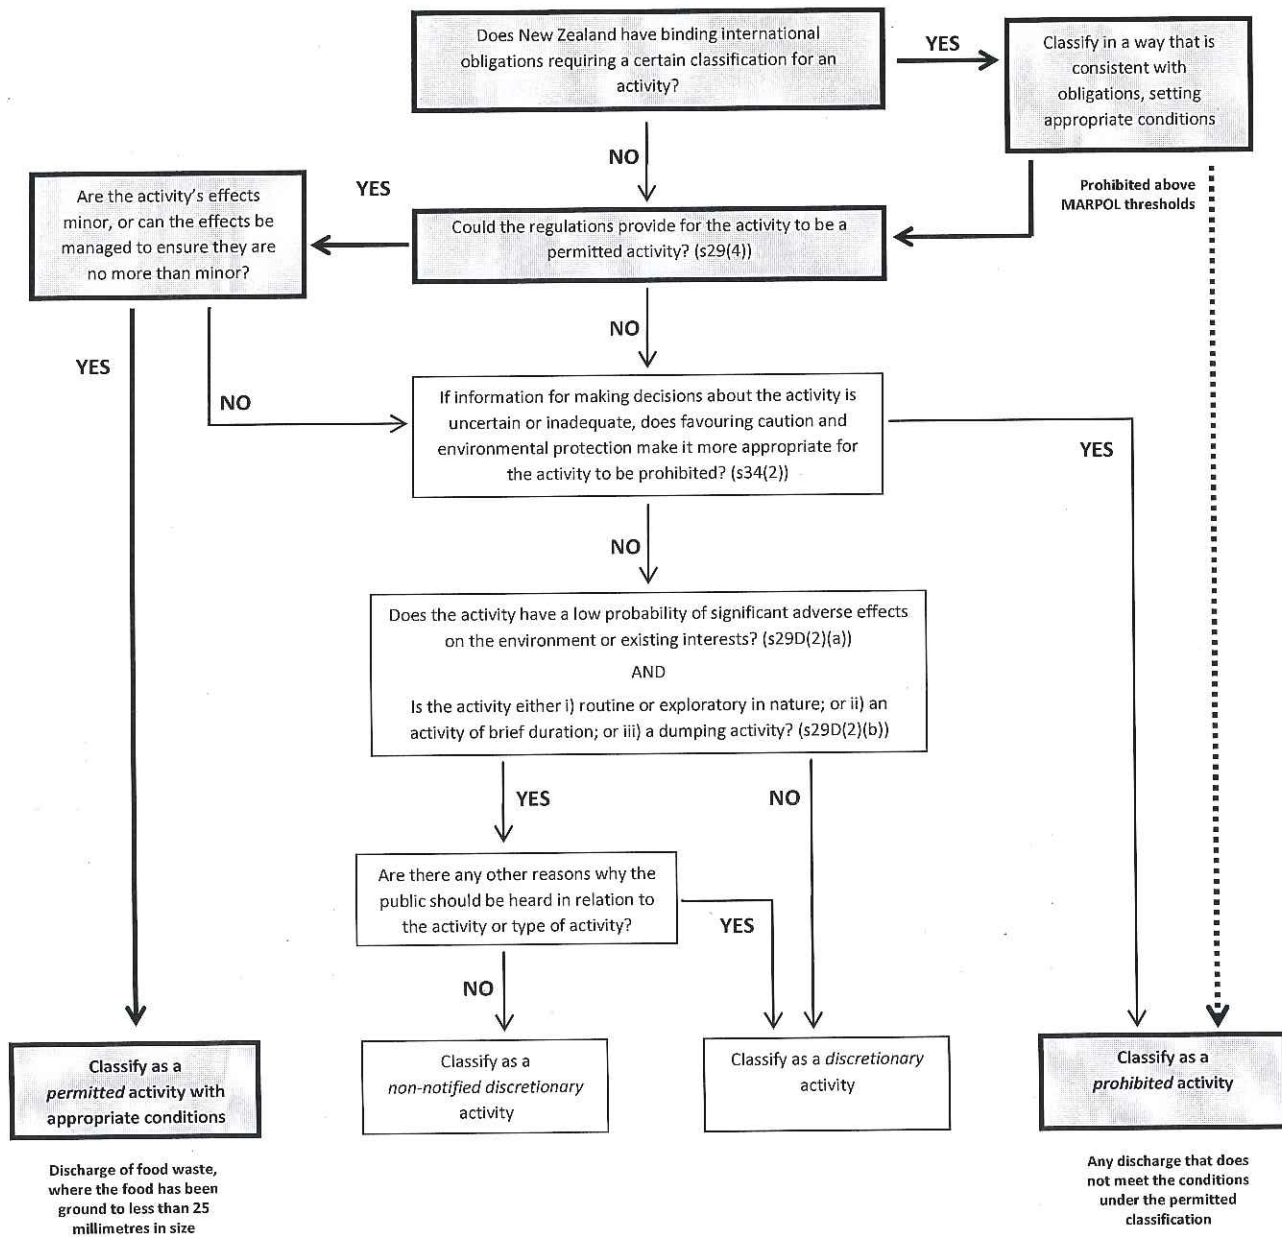 Does New Zealand have binding international
obligations requiring a certain classification for an
activity?
YES
Classify in a way that is
consistent with
obligations, setting
appropriate conditions
NO
Prohibited above
MARPOL thresholds
Are the activity's effects
minor, or can the effects be
managed to ensure they are
no more than minor?
YES
Could the regulations provide for the activity to be a
permitted activity? (s29(4))
NO
YES
NO
If information for making decisions about the activity is
uncertain or inadequate, does favouring caution and
environmental protection make it more appropriate for
the activity to be prohibited? (s34(2))
YES
NO
Does the activity have a low probability of significant adverse effects
on the environment or existing interests? (s29D(2)(a))
AND
Is the activity either i) routine or exploratory in nature; or ii) an
activity of brief duration; or iii) a dumping activity? (s29D(2)(b))
YES
NO
Are there any other reasons why the
public should be heard in relation to
the activity or type of activity?
YES
NO
Classify as a
permitted activity with
appropriate conditions
Classify as a
non-notified discretionary
activity
Classify as a discretionary
activity
Classify as a
prohibited activity
Discharge of food waste,
where the food has been
ground to less than 25
millimetres in size
Any discharge that does
not meet the conditions
under the permitted
classification